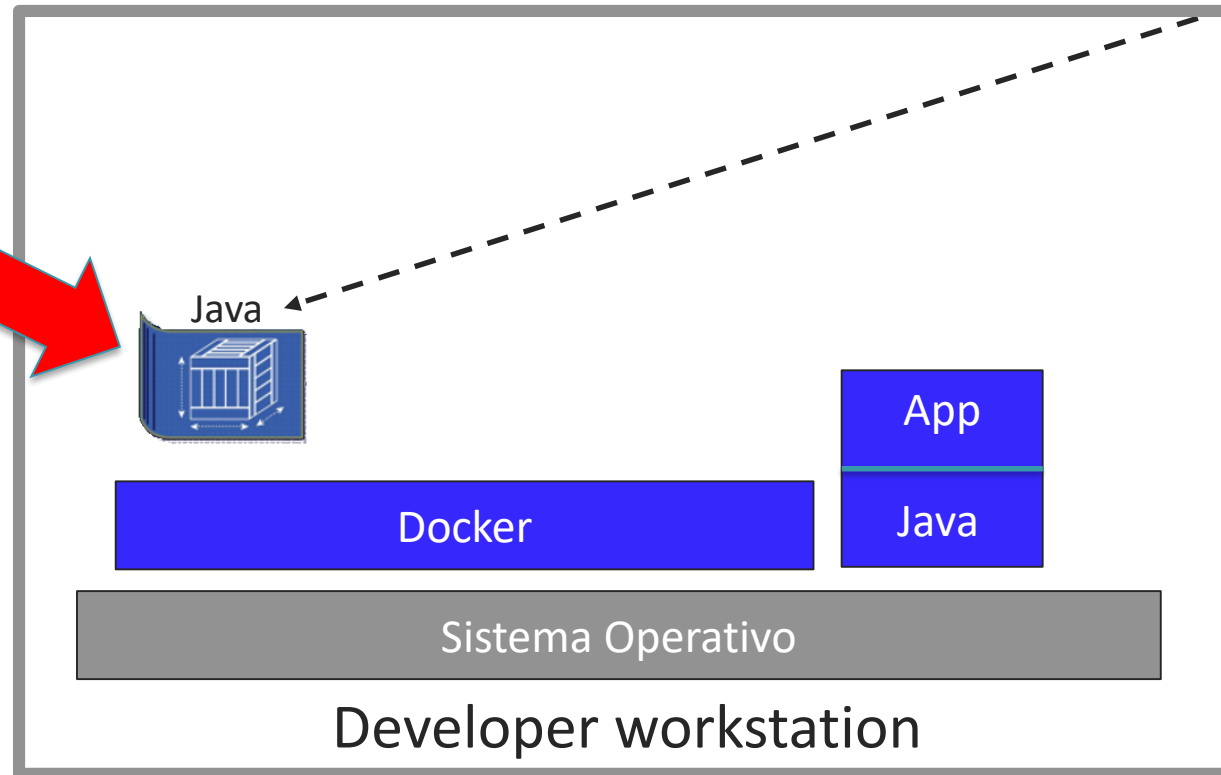 Java
App
Docker
Java
Sistema Operativo
Developer workstation